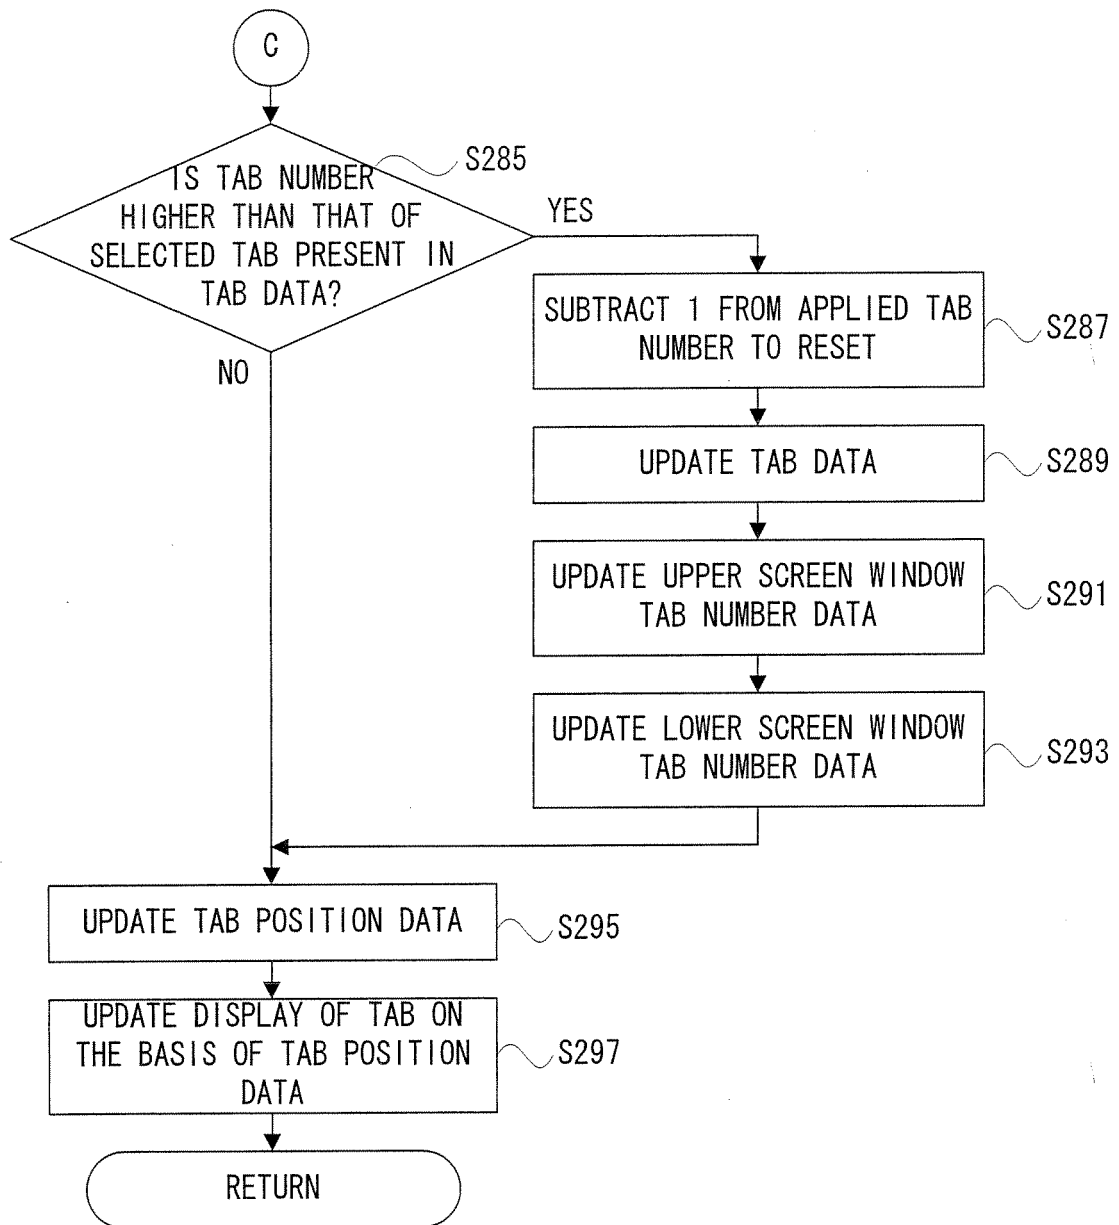 C
S285
IS TAB NUMBER
HIGHER THAN THAT OF
SELECTED TAB PRESENT IN
TAB DATA?
YES
NO
SUBTRACT 1 FROM APPLIED TAB
NUMBER TO RESET
S287
UPDATE TAB DATA
S289
UPDATE UPPER SCREEN WINDOW
TAB NUMBER DATA
S291
UPDATE LOWER SCREEN WINDOW
TAB NUMBER DATA
S293
UPDATE TAB POSITION DATA
S295
UPDATE DISPLAY OF TAB ON
THE BASIS OF TAB POSITION
DATA
S297
RETURN